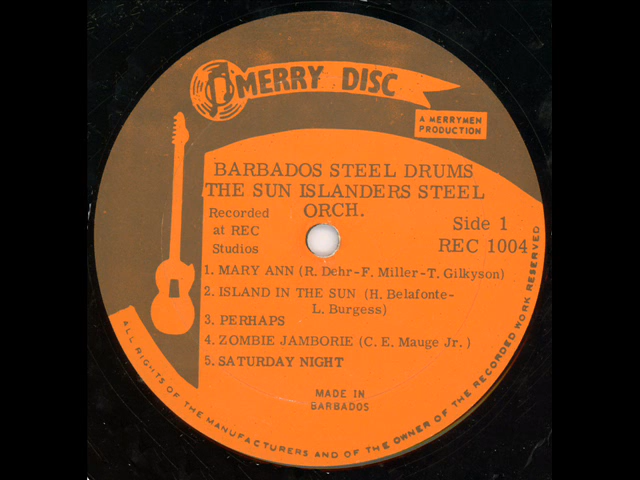 MERRY DISC
A MERRYMEN
PRODUCTION
BARBADOS STEEL DRUMS
THE SUN ISLANDERS STEEL
ORCH.
Recorded
at REC
Studios
Side 1
REC 1004
1. MARY ANN (R. Dehr-F. Miller-T. Gilkyson)
2. ISLAND IN THE SUN (H. Belafonte-
L. Burgess)
3. PERHAPS
4. ZOMBIE JAMBORIE (C. E. Mauge Jr. )
5. SATURDAY NIGHT
MADE IN
BARBADOS
ALL RIGHTS OF THE MANUFACTURERS AND OF THE OWNER OF THE RECORDED WORK RESERVED